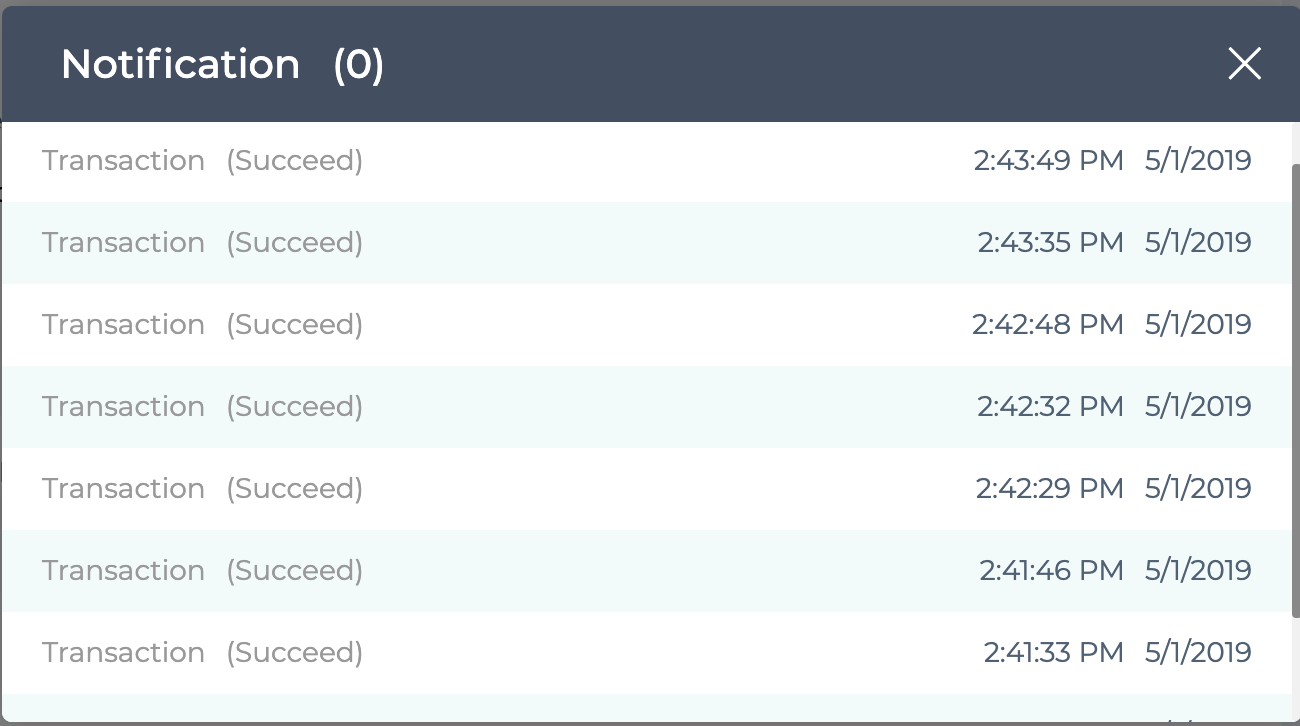 Notification (0)
Transaction (Succeed) 2:43:49 PM 5/1/2019
Transaction (Succeed) 2:43:35 PM 5/1/2019
Transaction (Succeed) 2:42:48 PM 5/1/2019
Transaction (Succeed) 2:42:32 PM 5/1/2019
Transaction (Succeed) 2:42:29 PM 5/1/2019
Transaction (Succeed) 2:41:46 PM 5/1/2019
Transaction (Succeed) 2:41:33 PM 5/1/2019